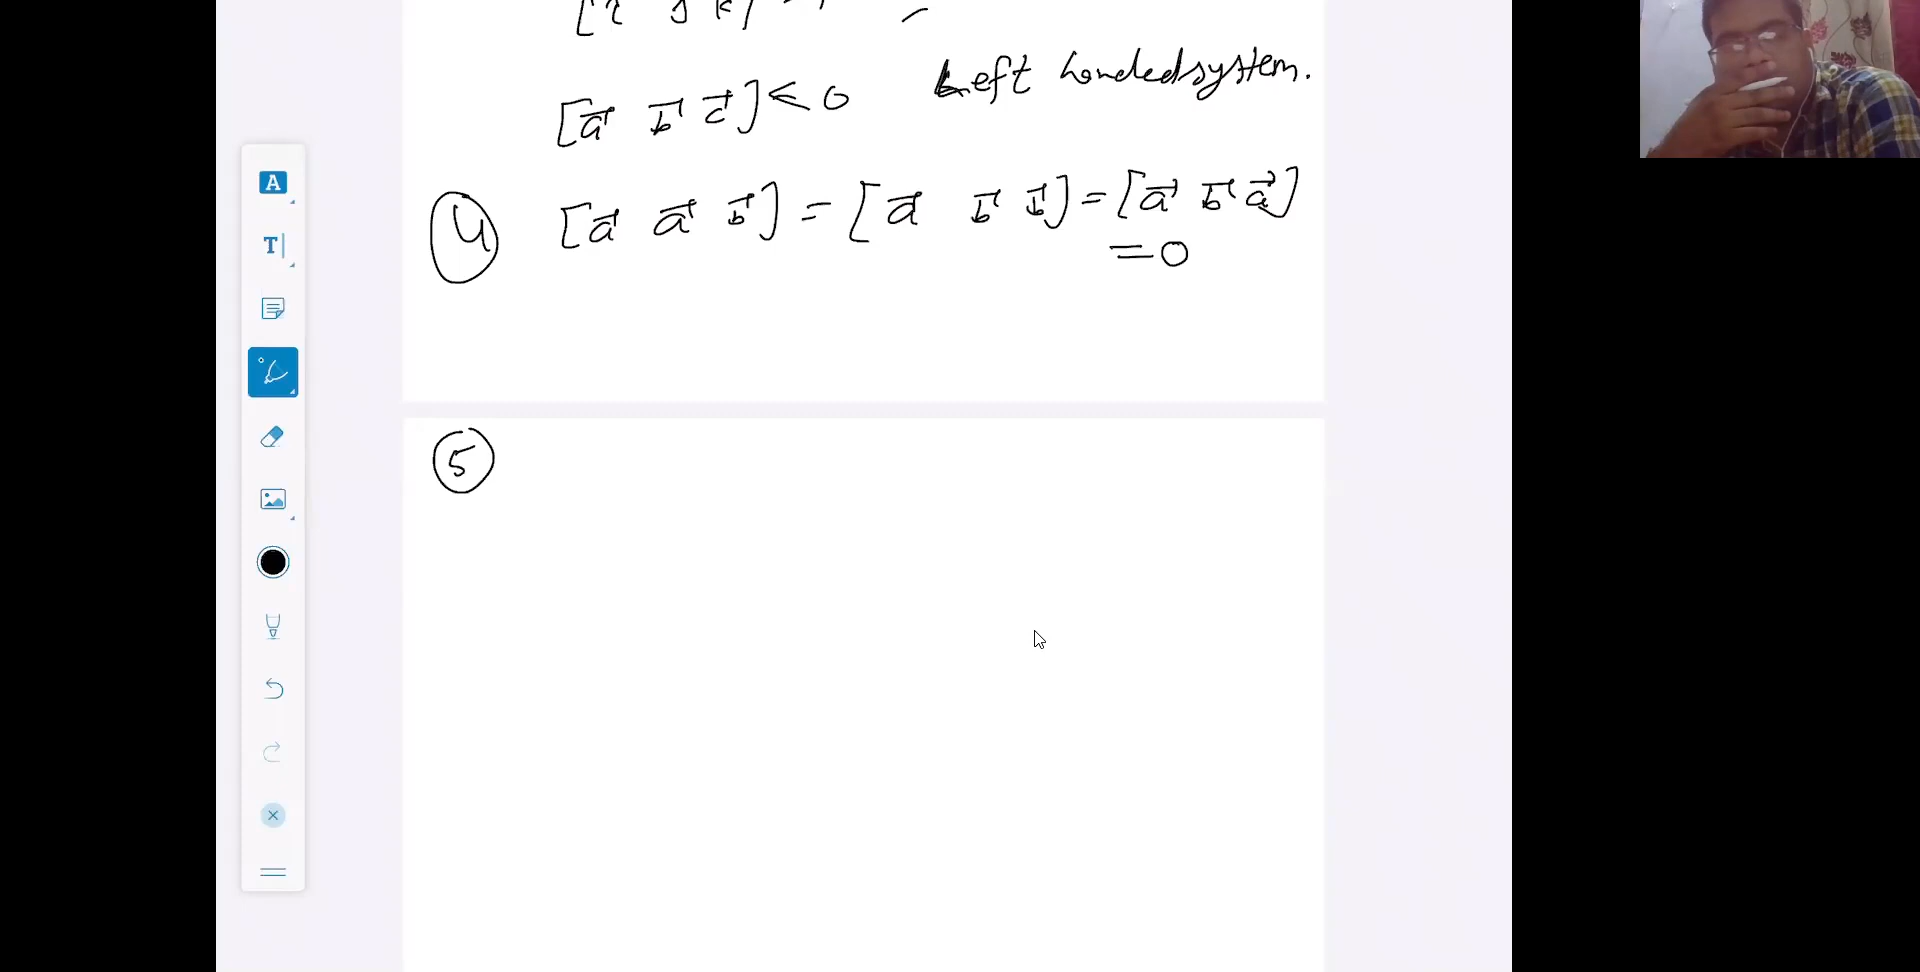 [a⃗ b⃗ c⃗] < 0 Left handed system.
④ [a⃗ a⃗ b⃗] = [a⃗ b⃗ b⃗] = [a⃗ b⃗ a⃗]
= 0
⑤
A
T